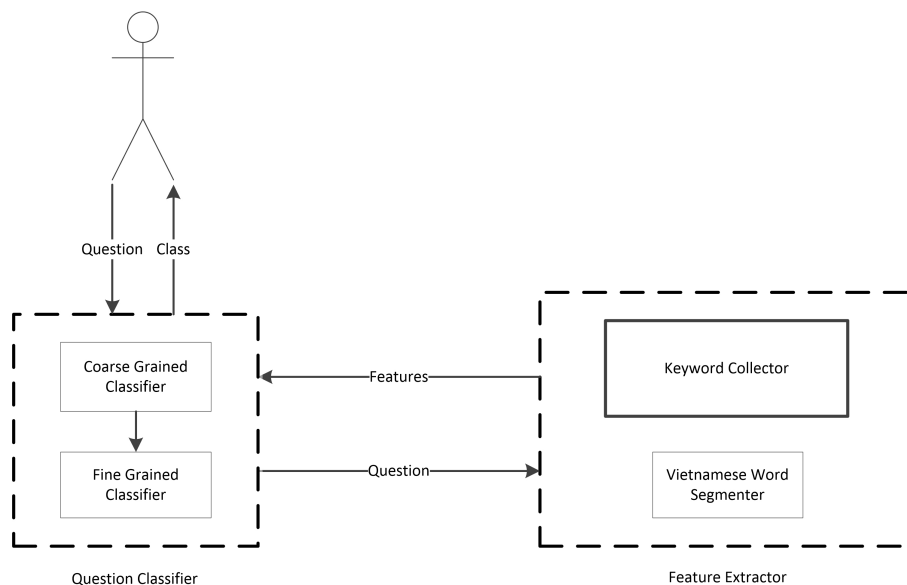 Question
Class
Coarse Grained
Classifier
Features
Keyword Collector
Fine Grained
Classifier
Question
Vietnamese Word
Segmenter
Question Classifier
Feature Extractor